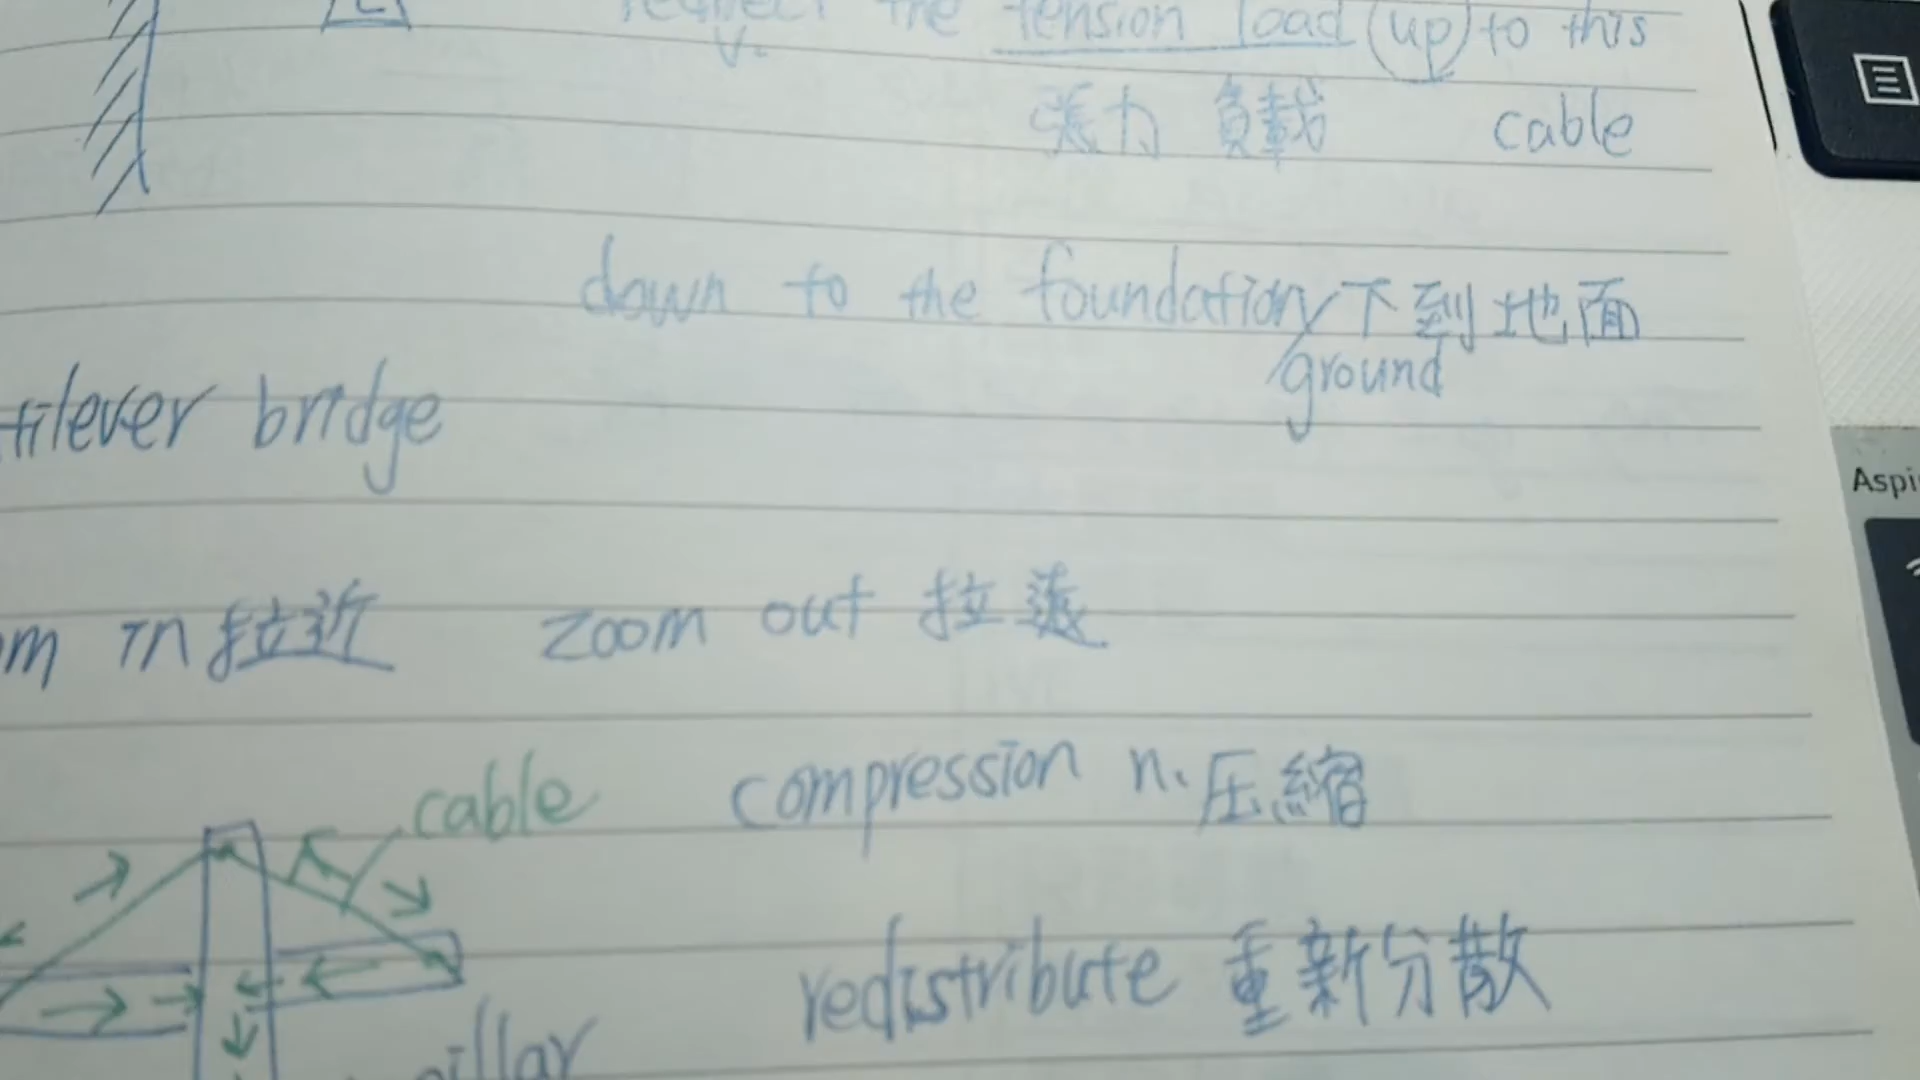 redirect the tension load (up) to this
v.
張力 負載 cable
down to the foundation/下到地面
ground
tilever bridge
Aspi
m in 拉近 zoom out 拉遠
cable compression n. 压縮
redistribute 重新分散
pillar